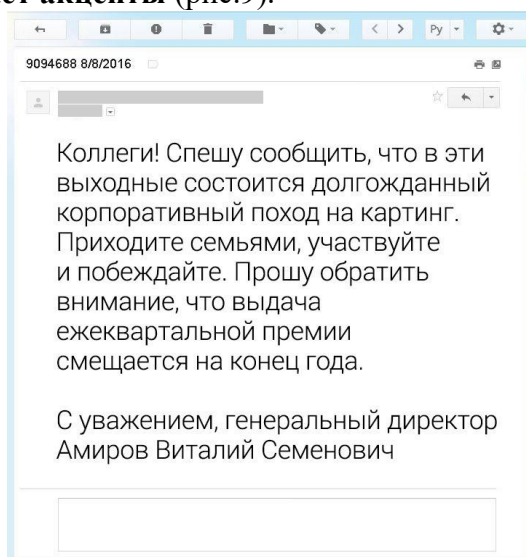 ет акценты (рис.9).
Ру
9094688 8/8/2016
Коллеги! Спешу сообщить, что в эти
выходные состоится долгожданный
корпоративный поход на картинг.
Приходите семьями, участвуйте
и побеждайте. Прошу обратить
внимание, что выдача
ежеквартальной премии
смещается на конец года.
С уважением, генеральный директор
Амиров Виталий Семенович